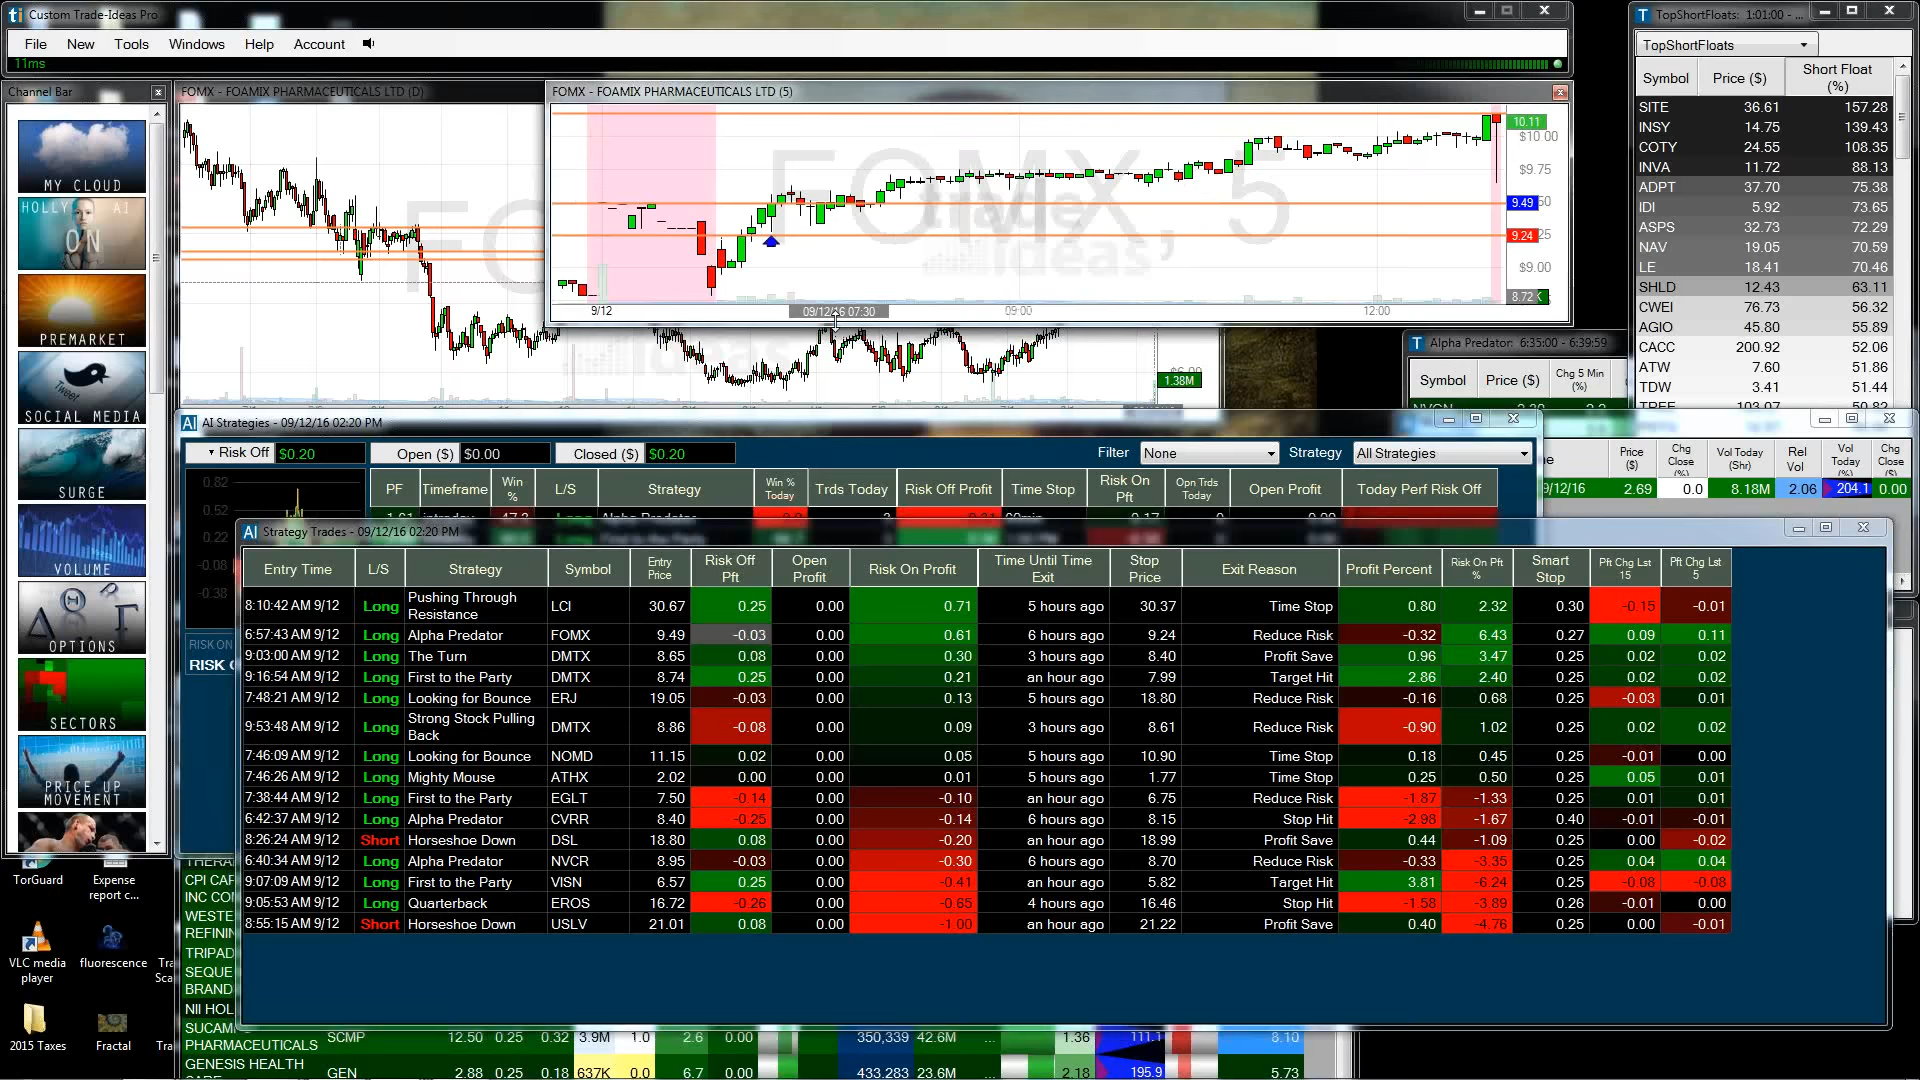 Custom Trade-Ideas Pro
File New Tools Windows Help Account
11ms
Channel Bar
MY CLOUD
HOLLY AI
ON
PREMARKET
Tweet
SOCIAL MEDIA
SURGE
VOLUME
OPTIONS
SECTORS
PRICE UP
MOVEMENT
FOMX - FOAMIX PHARMACEUTICALS LTD (D)
1.38M
FOMX - FOAMIX PHARMACEUTICALS LTD (5)
FOMX, 5
trade ideas
10.11
$10.00
$9.75
9.49
9.24
$9.00
8.72
9/12
09/12/16 07:30
09:00
12:00
TopShortFloats: 1:01:00 - ...
TopShortFloats
Symbol Price ($) Short Float (%)
SITE 36.61 157.28
INSY 14.75 139.43
COTY 24.55 108.35
INVA 11.72 88.13
ADPT 37.70 75.38
IDI 5.92 73.65
ASPS 32.73 72.29
NAV 19.05 70.59
LE 18.41 70.46
SHLD 12.43 63.11
CWEI 76.73 56.32
AGIO 45.80 55.89
CACC 200.92 52.06
ATW 7.60 51.86
TDW 3.41 51.44
Alpha Predator: 6:35:00 - 6:39:59
Symbol Price ($) Chg 5 Min (%)
Price ($) Chg Close (%) Vol Today (Shr) Rel Vol Vol Today (%) Chg Close ($)
9/12/16 2.69 0.0 8.18M 2.06 204.1 0.00
AI Strategies - 09/12/16 02:20 PM
Risk Off $0.20 Open ($) $0.00 Closed ($) $0.20 Filter None Strategy All Strategies
0.82
0.52
0.22
-0.08
-0.38
RISK ON
RISK
PF Timeframe Win % L/S Strategy Win % Today Trds Today Risk Off Profit Time Stop Risk On Pft Opn Trds Today Open Profit Today Perf Risk Off
Strategy Trades - 09/12/16 02:20 PM
Entry Time L/S Strategy Symbol Entry Price Risk Off Pft Open Profit Risk On Profit Time Until Time Exit Stop Price Exit Reason Profit Percent Risk On Pft % Smart Stop Pft Chg Lst 15 Pft Chg Lst 5
8:10:42 AM 9/12 Long Pushing Through Resistance LCI 30.67 0.25 0.00 0.71 5 hours ago 30.37 Time Stop 0.80 2.32 0.30 -0.15 -0.01
6:57:43 AM 9/12 Long Alpha Predator FOMX 9.49 -0.03 0.00 0.61 6 hours ago 9.24 Reduce Risk -0.32 6.43 0.27 0.09 0.11
9:03:00 AM 9/12 Long The Turn DMTX 8.65 0.08 0.00 0.30 3 hours ago 8.40 Profit Save 0.96 3.47 0.25 0.02 0.02
9:16:54 AM 9/12 Long First to the Party DMTX 8.74 0.25 0.00 0.21 an hour ago 7.99 Target Hit 2.86 2.40 0.25 0.02 0.02
7:48:21 AM 9/12 Long Looking for Bounce ERJ 19.05 -0.03 0.00 0.13 5 hours ago 18.80 Reduce Risk -0.16 0.68 0.25 -0.03 0.01
9:53:48 AM 9/12 Long Strong Stock Pulling Back DMTX 8.86 -0.08 0.00 0.09 3 hours ago 8.61 Reduce Risk -0.90 1.02 0.25 0.02 0.02
7:46:09 AM 9/12 Long Looking for Bounce NOMD 11.15 0.02 0.00 0.05 5 hours ago 10.90 Time Stop 0.18 0.45 0.25 -0.01 0.00
7:46:26 AM 9/12 Long Mighty Mouse ATHX 2.02 0.00 0.00 0.01 5 hours ago 1.77 Time Stop 0.25 0.50 0.25 0.05 0.01
7:38:44 AM 9/12 Long First to the Party EGLT 7.50 -0.14 0.00 -0.10 an hour ago 6.75 Reduce Risk -1.87 -1.33 0.25 0.01 0.01
6:42:37 AM 9/12 Long Alpha Predator CVRR 8.40 -0.25 0.00 -0.14 6 hours ago 8.15 Stop Hit -2.98 -1.67 0.40 -0.01 -0.01
8:26:24 AM 9/12 Short Horseshoe Down DSL 18.80 0.08 0.00 -0.20 an hour ago 18.99 Profit Save 0.44 -1.09 0.25 0.00 -0.02
6:40:34 AM 9/12 Long Alpha Predator NVCR 8.95 -0.03 0.00 -0.30 6 hours ago 8.70 Reduce Risk -0.33 -3.35 0.25 0.04 0.04
9:07:09 AM 9/12 Long First to the Party VISN 6.57 0.25 0.00 -0.41 an hour ago 5.82 Target Hit 3.81 -6.24 0.25 -0.08 -0.08
9:05:53 AM 9/12 Long Quarterback EROS 16.72 -0.26 0.00 -0.65 4 hours ago 16.46 Stop Hit -1.58 -3.89 0.26 -0.01 0.00
8:55:15 AM 9/12 Short Horseshoe Down USLV 21.01 0.08 0.00 -1.00 an hour ago 21.22 Profit Save 0.40 -4.76 0.25 0.00 -0.01
TorGuard
Expense report c...
VLC media player
fluorescence
2015 Taxes
Fractal
CPI
INC
WESTE
REFININ
TRIPAD
SEQUE
BRAND
NII HOL
SUCAM
PHARMACEUTICALS SCMP 12.50 0.25 0.32 3.9M 1.0 2.6 0.00 350,339 42.6M ... 1.36 111.1 8.10
GENESIS HEALTH GEN 2.88 0.25 0.18 637K 0.0 6.7 0.00 433,283 23.6M ... 2.18 195.9 5.73